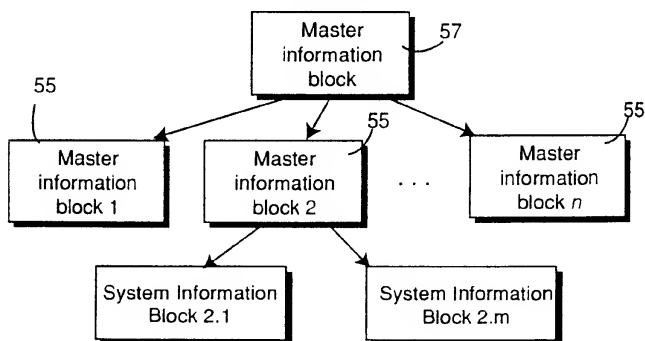 Master
information
block
57
55
Master
information
block 1
55
Master
information
block 2
. . .
55
Master
information
block n
System Information
Block 2.1
System Information
Block 2.m